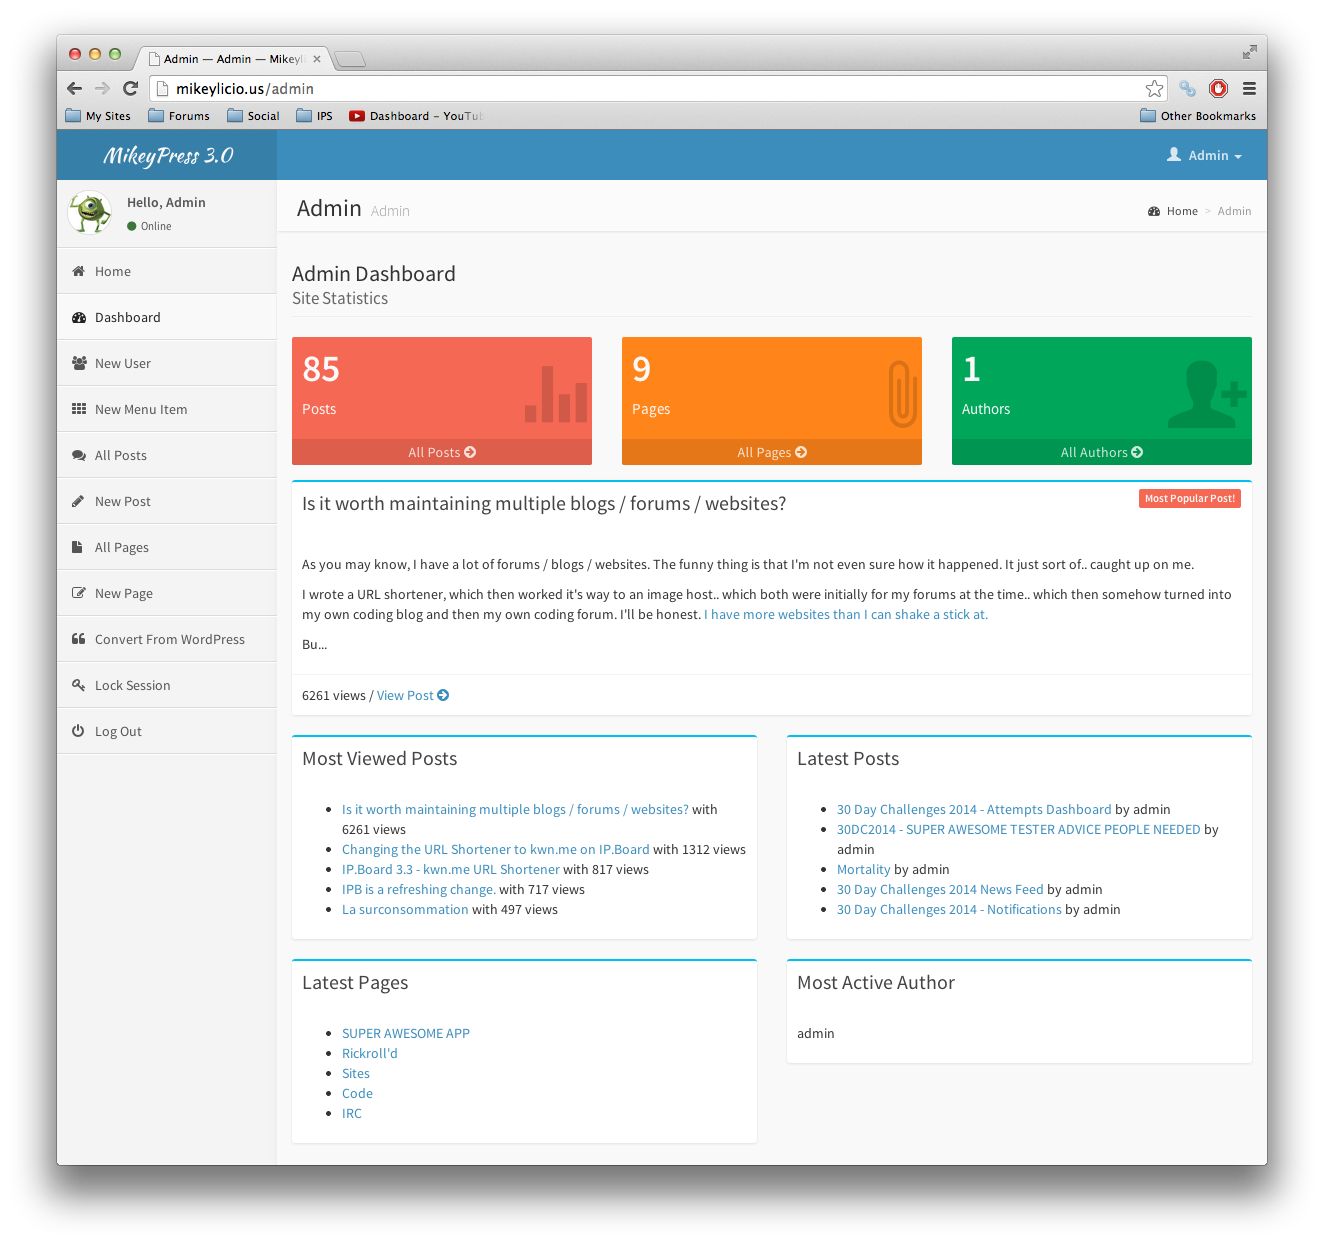 Admin — Admin — Mikeyli
mikeylicio.us/admin
My Sites
Forums
Social
IPS
Dashboard - YouTu
Other Bookmarks
MikeyPress 3.0
Admin
Hello, Admin
Online
Home
Dashboard
New User
New Menu Item
All Posts
New Post
All Pages
New Page
Convert From WordPress
Lock Session
Log Out
Admin Admin
Home > Admin
Admin Dashboard
Site Statistics
85
Posts
All Posts
9
Pages
All Pages
1
Authors
All Authors
Is it worth maintaining multiple blogs / forums / websites?
Most Popular Post!
As you may know, I have a lot of forums / blogs / websites. The funny thing is that I'm not even sure how it happened. It just sort of.. caught up on me.
I wrote a URL shortener, which then worked it's way to an image host.. which both were initially for my forums at the time.. which then somehow turned into
my own coding blog and then my own coding forum. I'll be honest. I have more websites than I can shake a stick at.
Bu...
6261 views / View Post
Most Viewed Posts
Is it worth maintaining multiple blogs / forums / websites? with
6261 views
Changing the URL Shortener to kwn.me on IP.Board with 1312 views
IP.Board 3.3 - kwn.me URL Shortener with 817 views
IPB is a refreshing change. with 717 views
La surconsommation with 497 views
Latest Posts
30 Day Challenges 2014 - Attempts Dashboard by admin
30DC2014 - SUPER AWESOME TESTER ADVICE PEOPLE NEEDED by
admin
Mortality by admin
30 Day Challenges 2014 News Feed by admin
30 Day Challenges 2014 - Notifications by admin
Latest Pages
SUPER AWESOME APP
Rickroll'd
Sites
Code
IRC
Most Active Author
admin